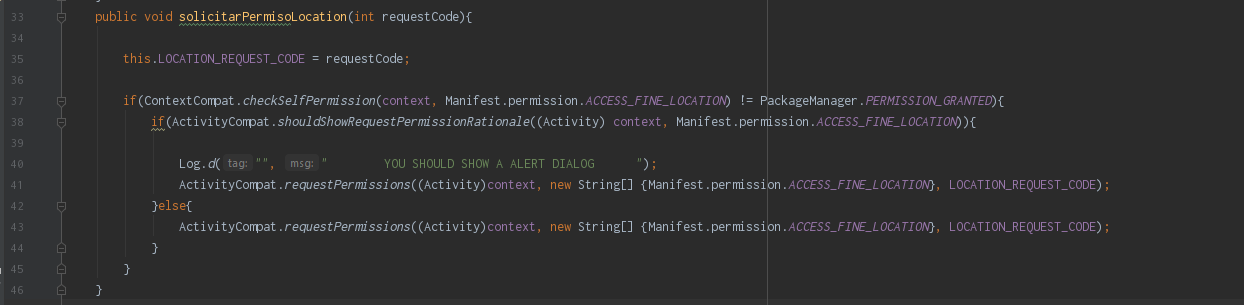 33 public void solicitarPermisoLocation(int requestCode){
34
35 this.LOCATION_REQUEST_CODE = requestCode;
36
37 if(ContextCompat.checkSelfPermission(context, Manifest.permission.ACCESS_FINE_LOCATION) != PackageManager.PERMISSION_GRANTED){
38 if(ActivityCompat.shouldShowRequestPermissionRationale((Activity) context, Manifest.permission.ACCESS_FINE_LOCATION)){
39
40 Log.d( tag: "", msg: "        YOU SHOULD SHOW A ALERT DIALOG      ");
41 ActivityCompat.requestPermissions((Activity)context, new String[] {Manifest.permission.ACCESS_FINE_LOCATION}, LOCATION_REQUEST_CODE);
42 }else{
43 ActivityCompat.requestPermissions((Activity)context, new String[] {Manifest.permission.ACCESS_FINE_LOCATION}, LOCATION_REQUEST_CODE);
44 }
45 }
46 }